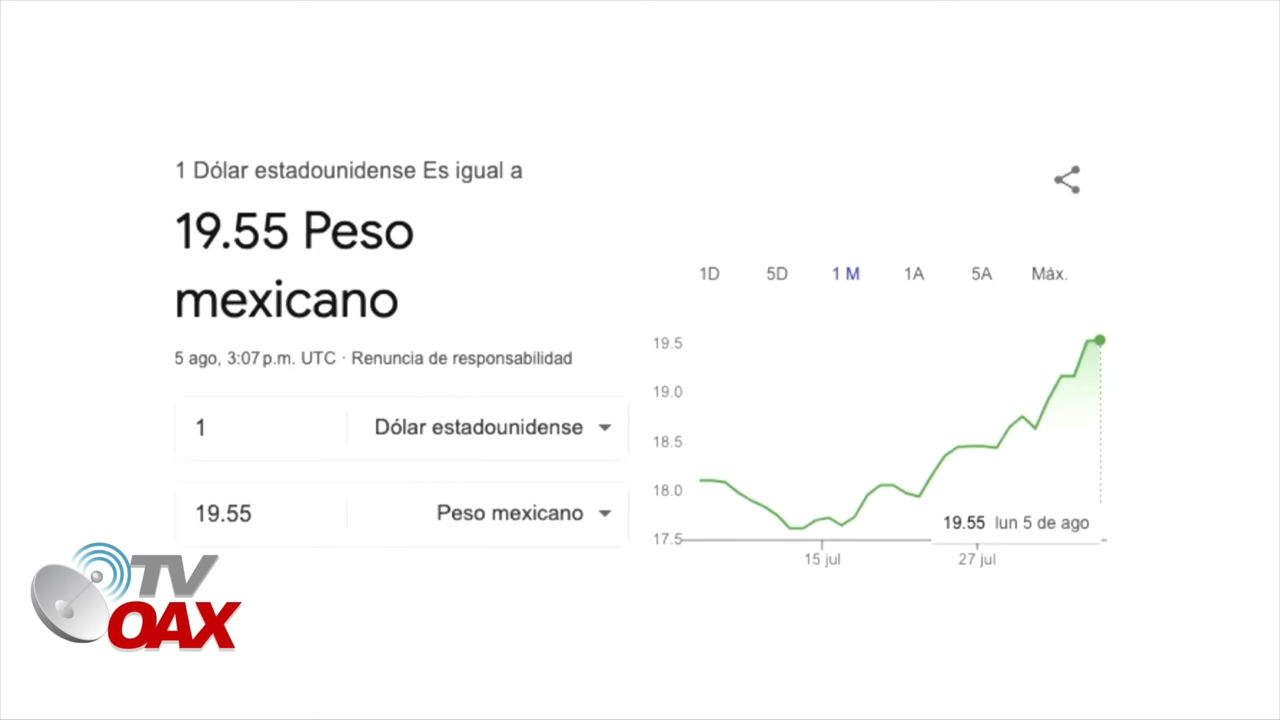 1 Dólar estadounidense Es igual a
19.55 Peso
mexicano
5 ago, 3:07 p.m. UTC · Renuncia de responsabilidad
1 Dólar estadounidense
19.55 Peso mexicano
1D 5D 1 M 1A 5A Máx.
19.5
19.0
18.5
18.0
17.5
19.55 lun 5 de ago
15 jul 27 jul
TV
OAX